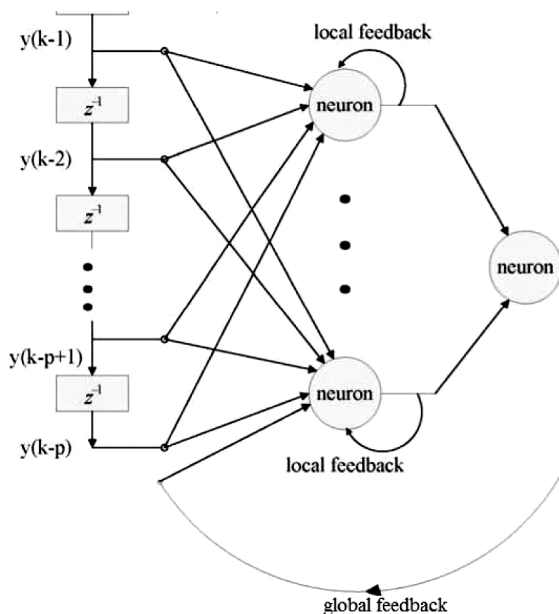 y(k-1)
local feedback
z⁻¹
neuron
y(k-2)
z⁻¹
neuron
y(k-p+1)
z⁻¹
neuron
y(k-p)
local feedback
global feedback